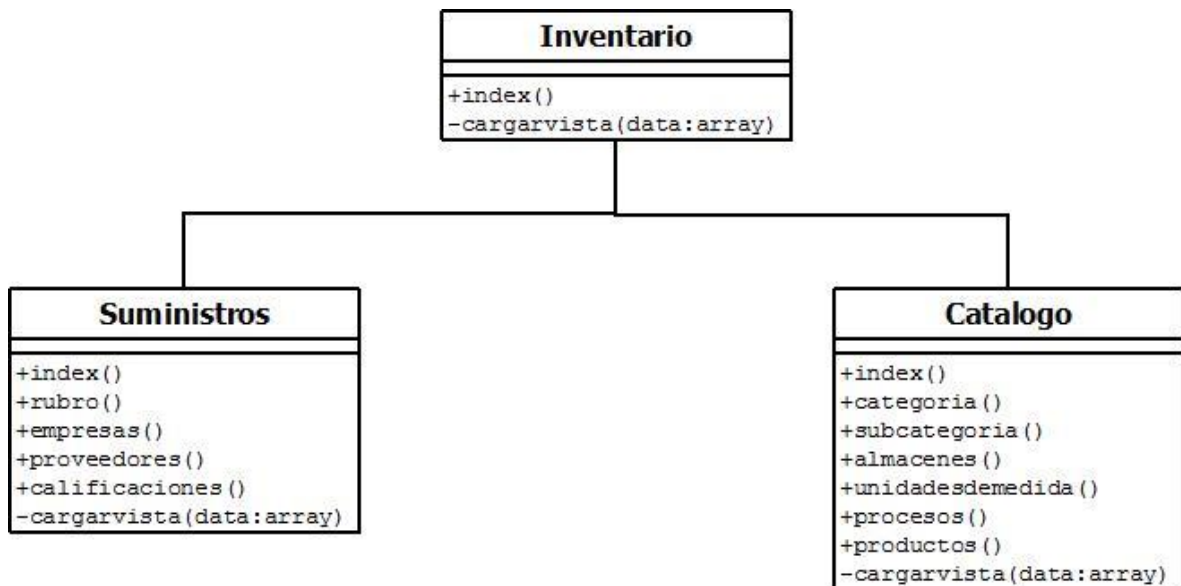 Inventario
+index()
-cargarvista(data:array)
Suministros
+index()
+rubro()
+empresas()
+proveedores()
+calificaciones()
-cargarvista(data:array)
Catalogo
+index()
+categoria()
+subcategoria()
+almacenes()
+unidadesdemedida()
+procesos()
+productos()
-cargarvista(data:array)